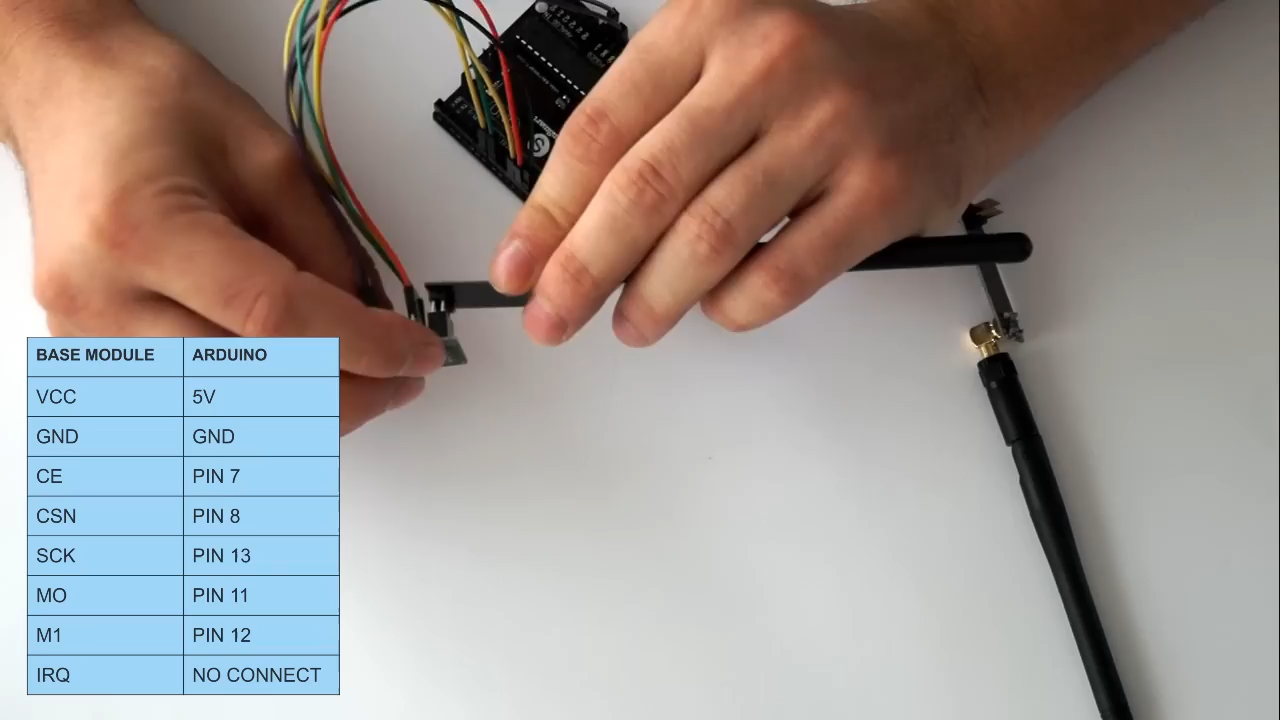 BASE MODULE ARDUINO
VCC 5V
GND GND
CE PIN 7
CSN PIN 8
SCK PIN 13
MO PIN 11
M1 PIN 12
IRQ NO CONNECT